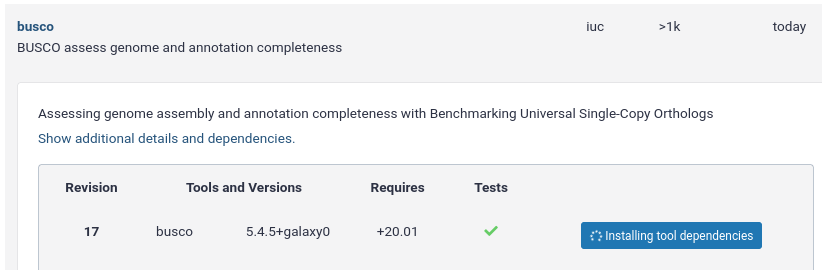 busco iuc >1k today
BUSCO assess genome and annotation completeness
Assessing genome assembly and annotation completeness with Benchmarking Universal Single-Copy Orthologs
Show additional details and dependencies.
Revision Tools and Versions Requires Tests
17 busco 5.4.5+galaxy0 +20.01 Installing tool dependencies